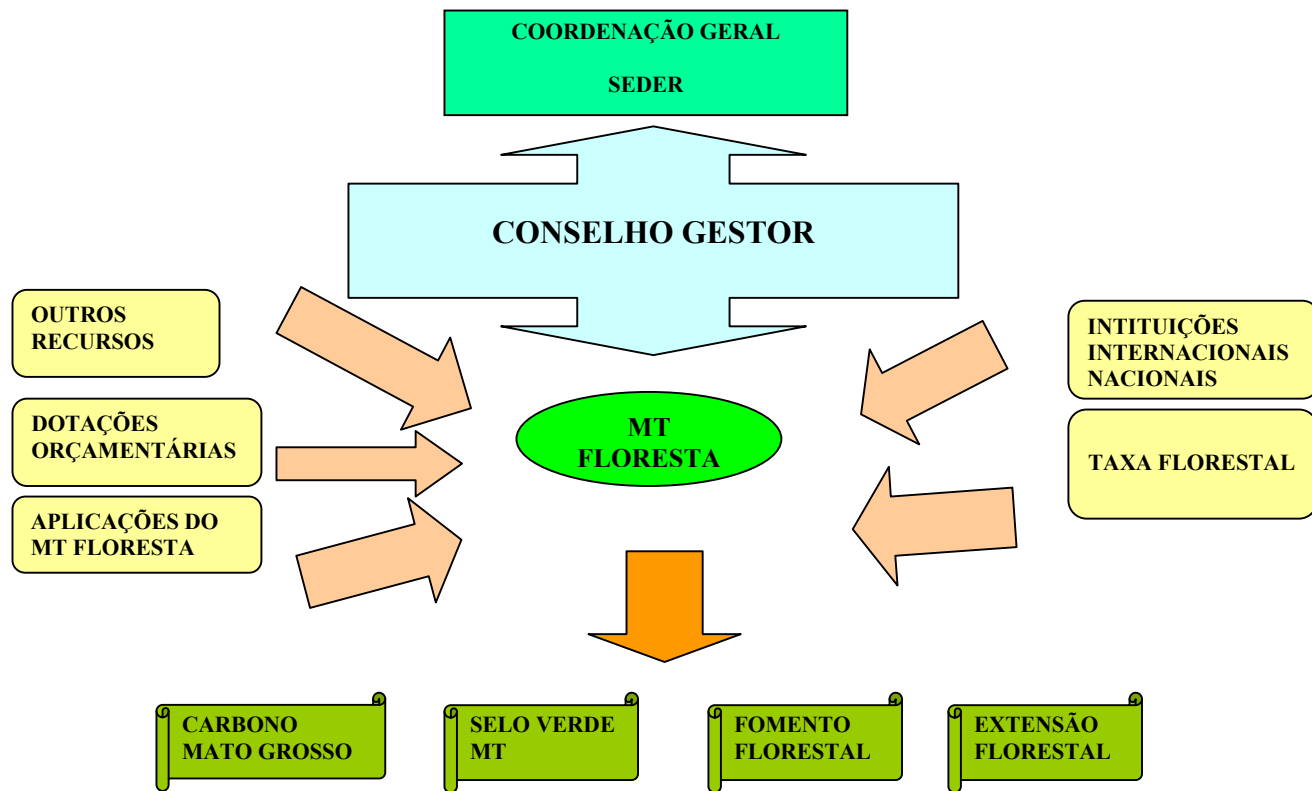 COORDENAÇÃO GERAL
SEDER
CONSELHO GESTOR
OUTROS
RECURSOS
DOTAÇÕES
ORÇAMENTÁRIAS
APLICAÇÕES DO
MT FLORESTA
MT
FLORESTA
INTITUIÇÕES
INTERNACIONAIS
NACIONAIS
TAXA FLORESTAL
CARBONO
MATO GROSSO
SELO VERDE
MT
FOMENTO
FLORESTAL
EXTENSÃO
FLORESTAL